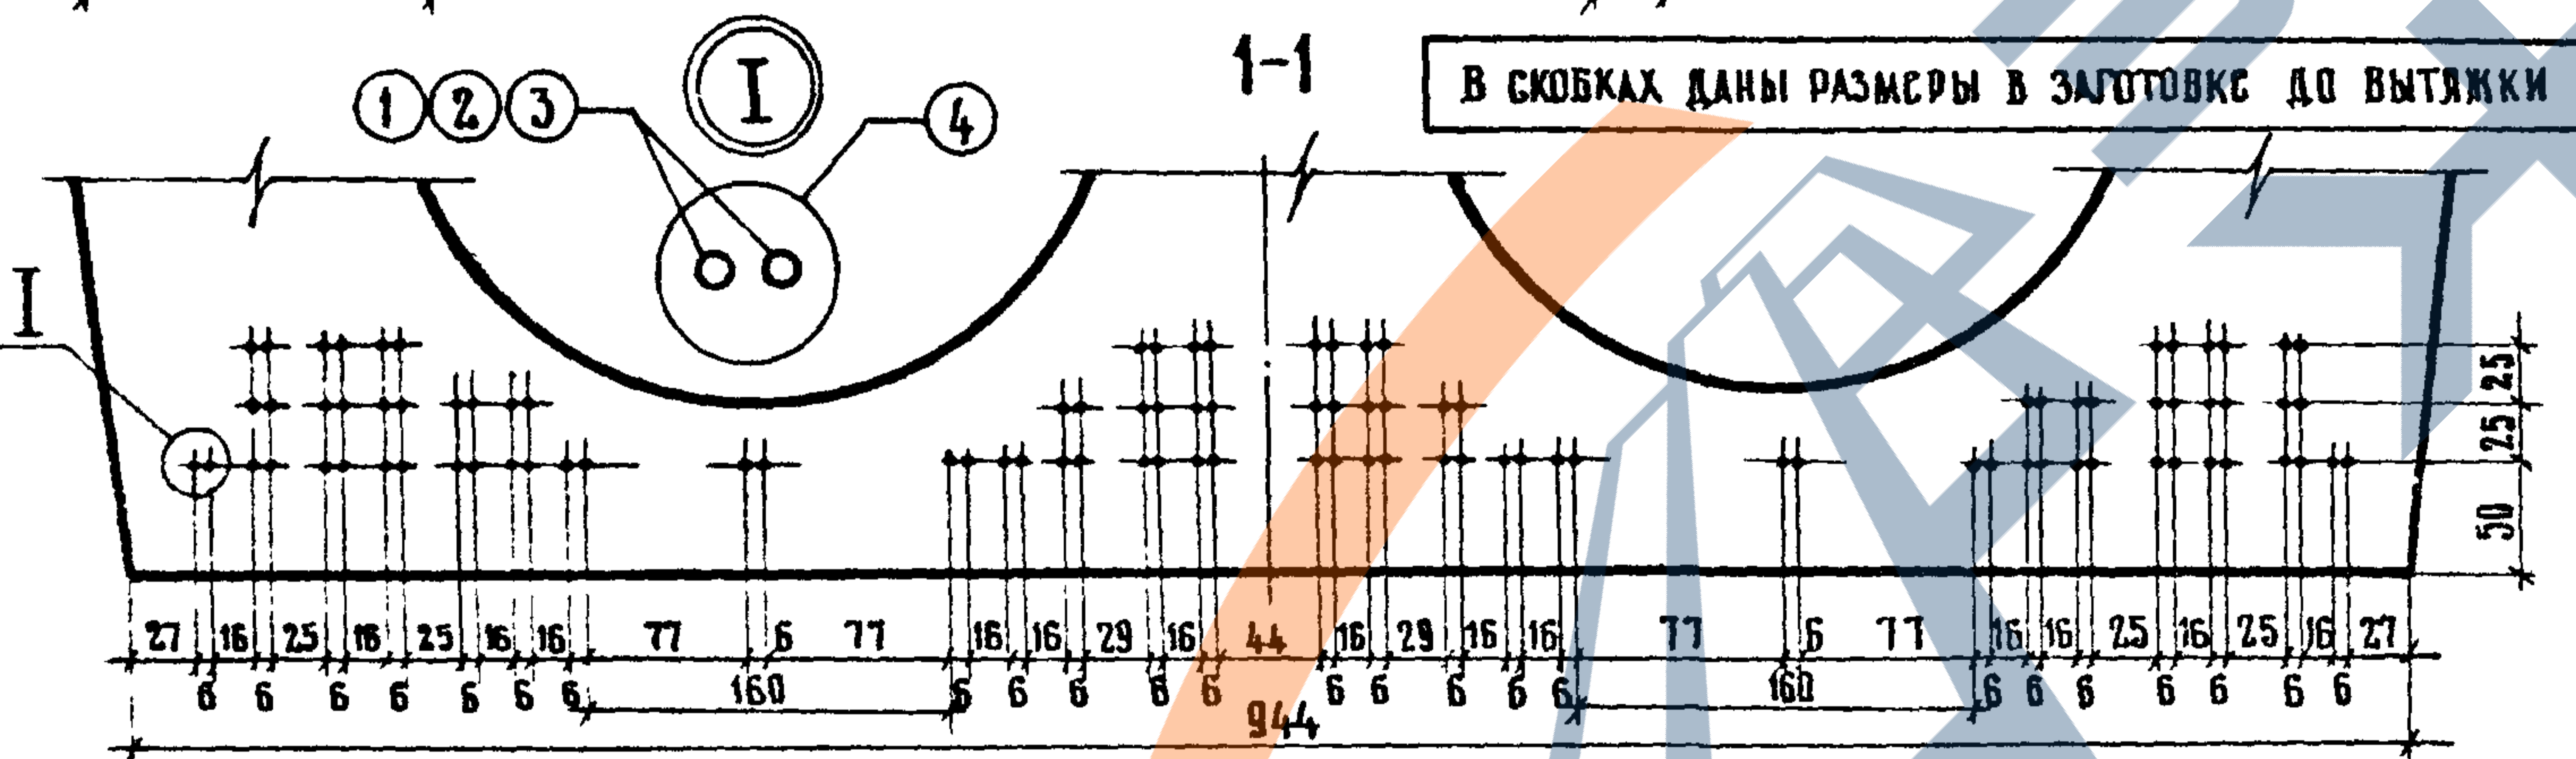 1-1
В СКОБКАХ ДАНЫ РАЗМЕРЫ В ЗАГОТОВКЕ ДО ВЫТЯЖКИ
1 2 3 I 4
I
25
25
50
27 16 25 16 25 16 16 77 6 77 16 16 29 16 44 16 29 16 16 77 6 77 16 16 25 16 25 16 27
6 6 6 6 6 6 6 160 6 6 6 6 6 6 6 6 6 6 160 6 6 6 6 6 6 6
944